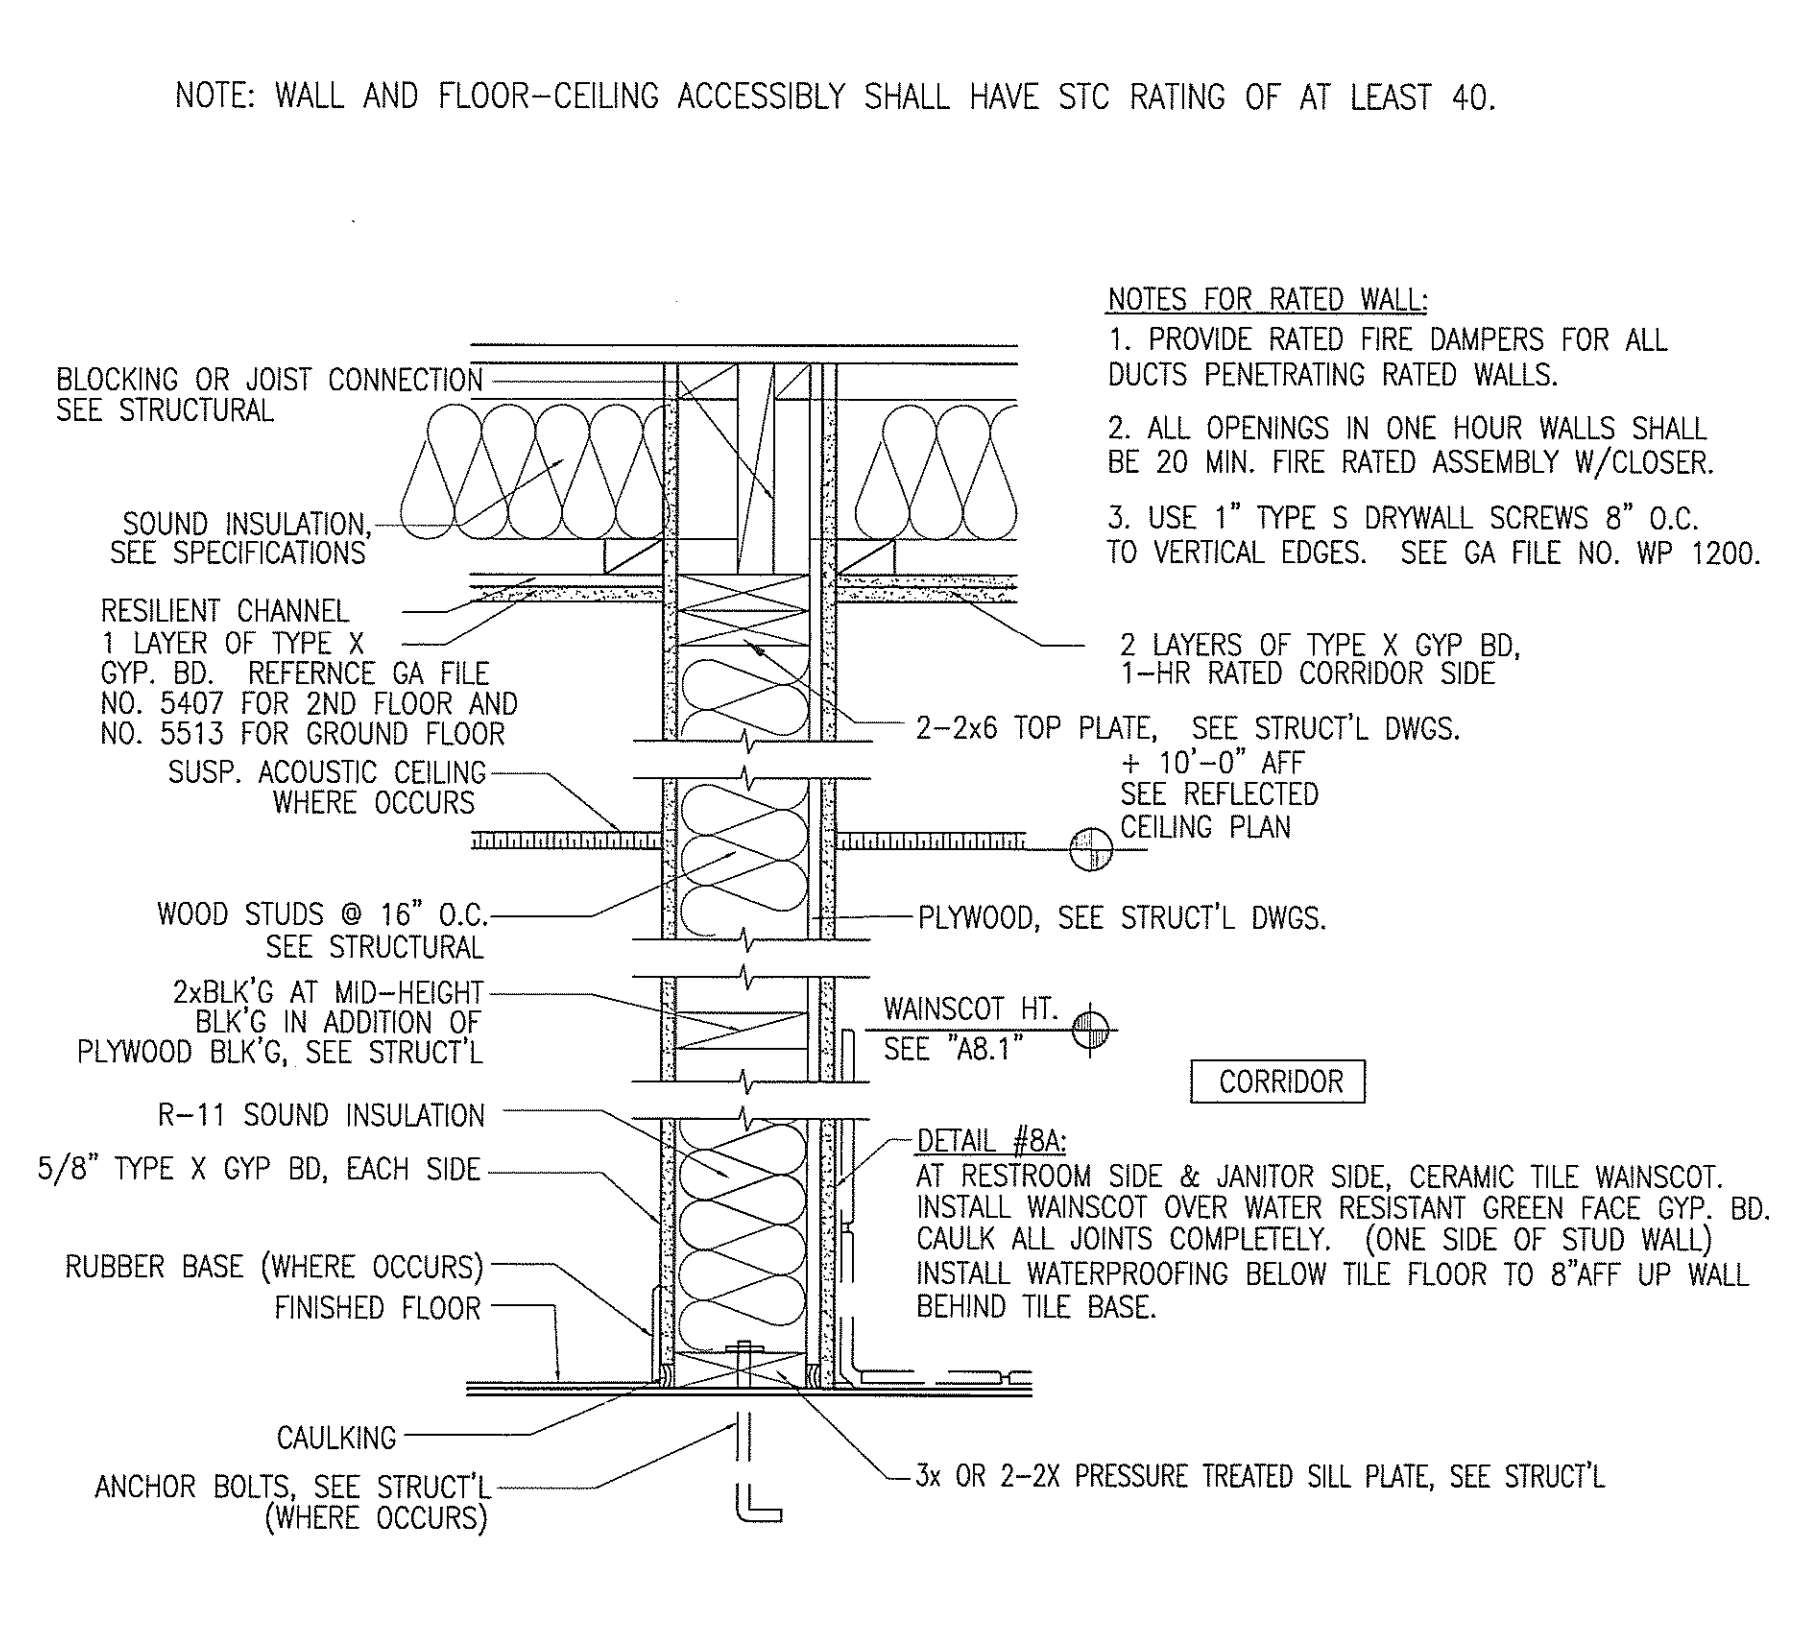 NOTE: WALL AND FLOOR-CEILING ACCESSIBLY SHALL HAVE STC RATING OF AT LEAST 40.
NOTES FOR RATED WALL:
1. PROVIDE RATED FIRE DAMPERS FOR ALL
DUCTS PENETRATING RATED WALLS.
2. ALL OPENINGS IN ONE HOUR WALLS SHALL
BE 20 MIN. FIRE RATED ASSEMBLY W/CLOSER.
3. USE 1" TYPE S DRYWALL SCREWS 8" O.C.
TO VERTICAL EDGES. SEE GA FILE NO. WP 1200.
BLOCKING OR JOIST CONNECTION
SEE STRUCTURAL
SOUND INSULATION,
SEE SPECIFICATIONS
RESILIENT CHANNEL
1 LAYER OF TYPE X
GYP. BD. REFERNCE GA FILE
NO. 5407 FOR 2ND FLOOR AND
NO. 5513 FOR GROUND FLOOR
2 LAYERS OF TYPE X GYP BD,
1-HR RATED CORRIDOR SIDE
2-2x6 TOP PLATE, SEE STRUCT'L DWGS.
+ 10'-0" AFF
SEE REFLECTED
CEILING PLAN
SUSP. ACOUSTIC CEILING
WHERE OCCURS
WOOD STUDS @ 16" O.C.
SEE STRUCTURAL
PLYWOOD, SEE STRUCT'L DWGS.
2xBLK'G AT MID-HEIGHT
BLK'G IN ADDITION OF
PLYWOOD BLK'G, SEE STRUCT'L
WAINSCOT HT.
SEE "A8.1"
CORRIDOR
R-11 SOUND INSULATION
5/8" TYPE X GYP BD, EACH SIDE
DETAIL #8A:
AT RESTROOM SIDE & JANITOR SIDE, CERAMIC TILE WAINSCOT.
INSTALL WAINSCOT OVER WATER RESISTANT GREEN FACE GYP. BD.
CAULK ALL JOINTS COMPLETELY. (ONE SIDE OF STUD WALL)
INSTALL WATERPROOFING BELOW TILE FLOOR TO 8"AFF UP WALL
BEHIND TILE BASE.
RUBBER BASE (WHERE OCCURS)
FINISHED FLOOR
CAULKING
ANCHOR BOLTS, SEE STRUCT'L
(WHERE OCCURS)
3x OR 2-2X PRESSURE TREATED SILL PLATE, SEE STRUCT'L